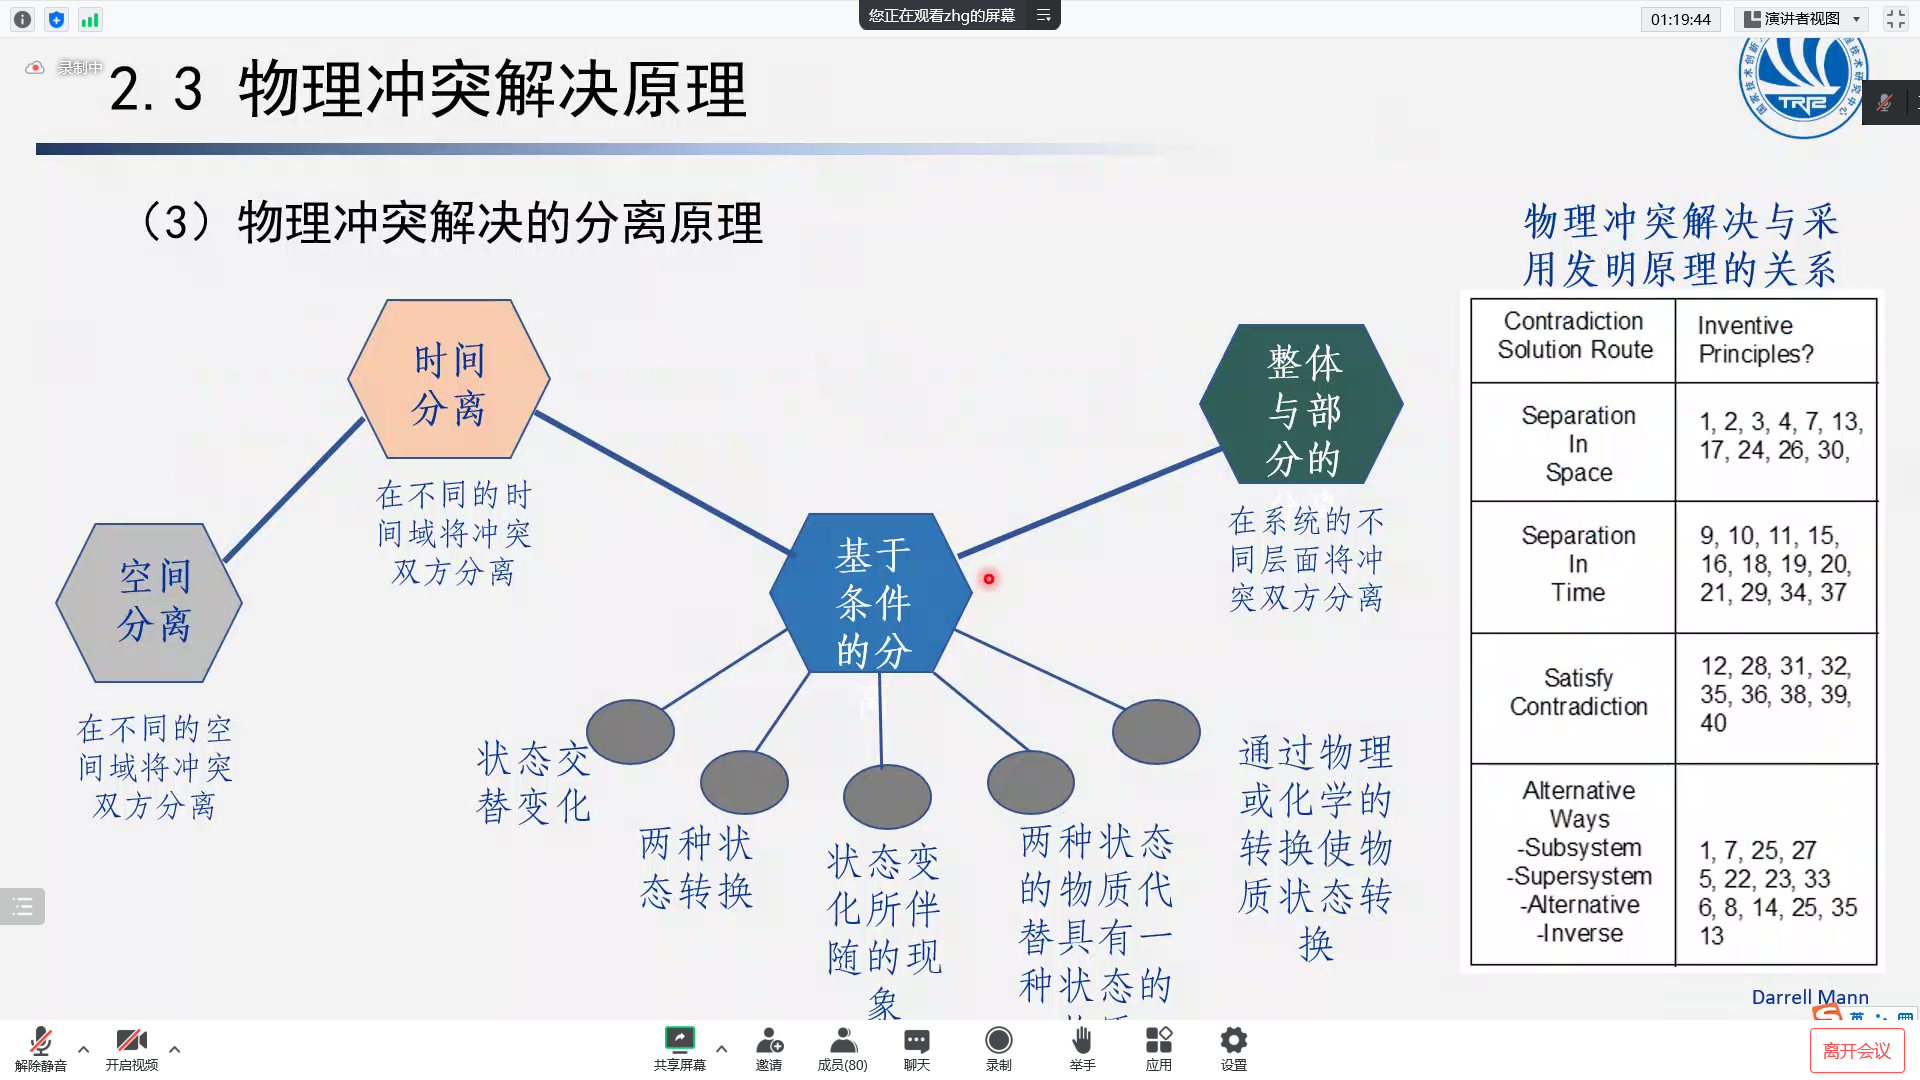 您正在观看zhg的屏幕
01:19:44
演讲者视图
录制中
2.3 物理冲突解决原理
TRIZ
（3）物理冲突解决的分离原理
物理冲突解决与采
用发明原理的关系
时间
分离
在不同的时
间域将冲突
双方分离
空间
分离
在不同的空
间域将冲突
双方分离
基于
条件
的分
离
整体
与部
分的
在系统的不
同层面将冲
突双方分离
状态交
替变化
两种状
态转换
状态变
化所伴
随的现
象
两种状态
的物质代
替具有一
种状态的
通过物理
或化学的
转换使物
质状态转
换
Contradiction
Solution Route
Inventive
Principles?
Separation
In
Space
1, 2, 3, 4, 7, 13,
17, 24, 26, 30,
Separation
In
Time
9, 10, 11, 15,
16, 18, 19, 20,
21, 29, 34, 37
Satisfy
Contradiction
12, 28, 31, 32,
35, 36, 38, 39,
40
Alternative
Ways
-Subsystem
-Supersystem
-Alternative
-Inverse
1, 7, 25, 27
5, 22, 23, 33
6, 8, 14, 25, 35
13
Darrell Mann
英
解除静音
开启视频
共享屏幕
邀请
成员(80)
聊天
录制
举手
应用
设置
离开会议